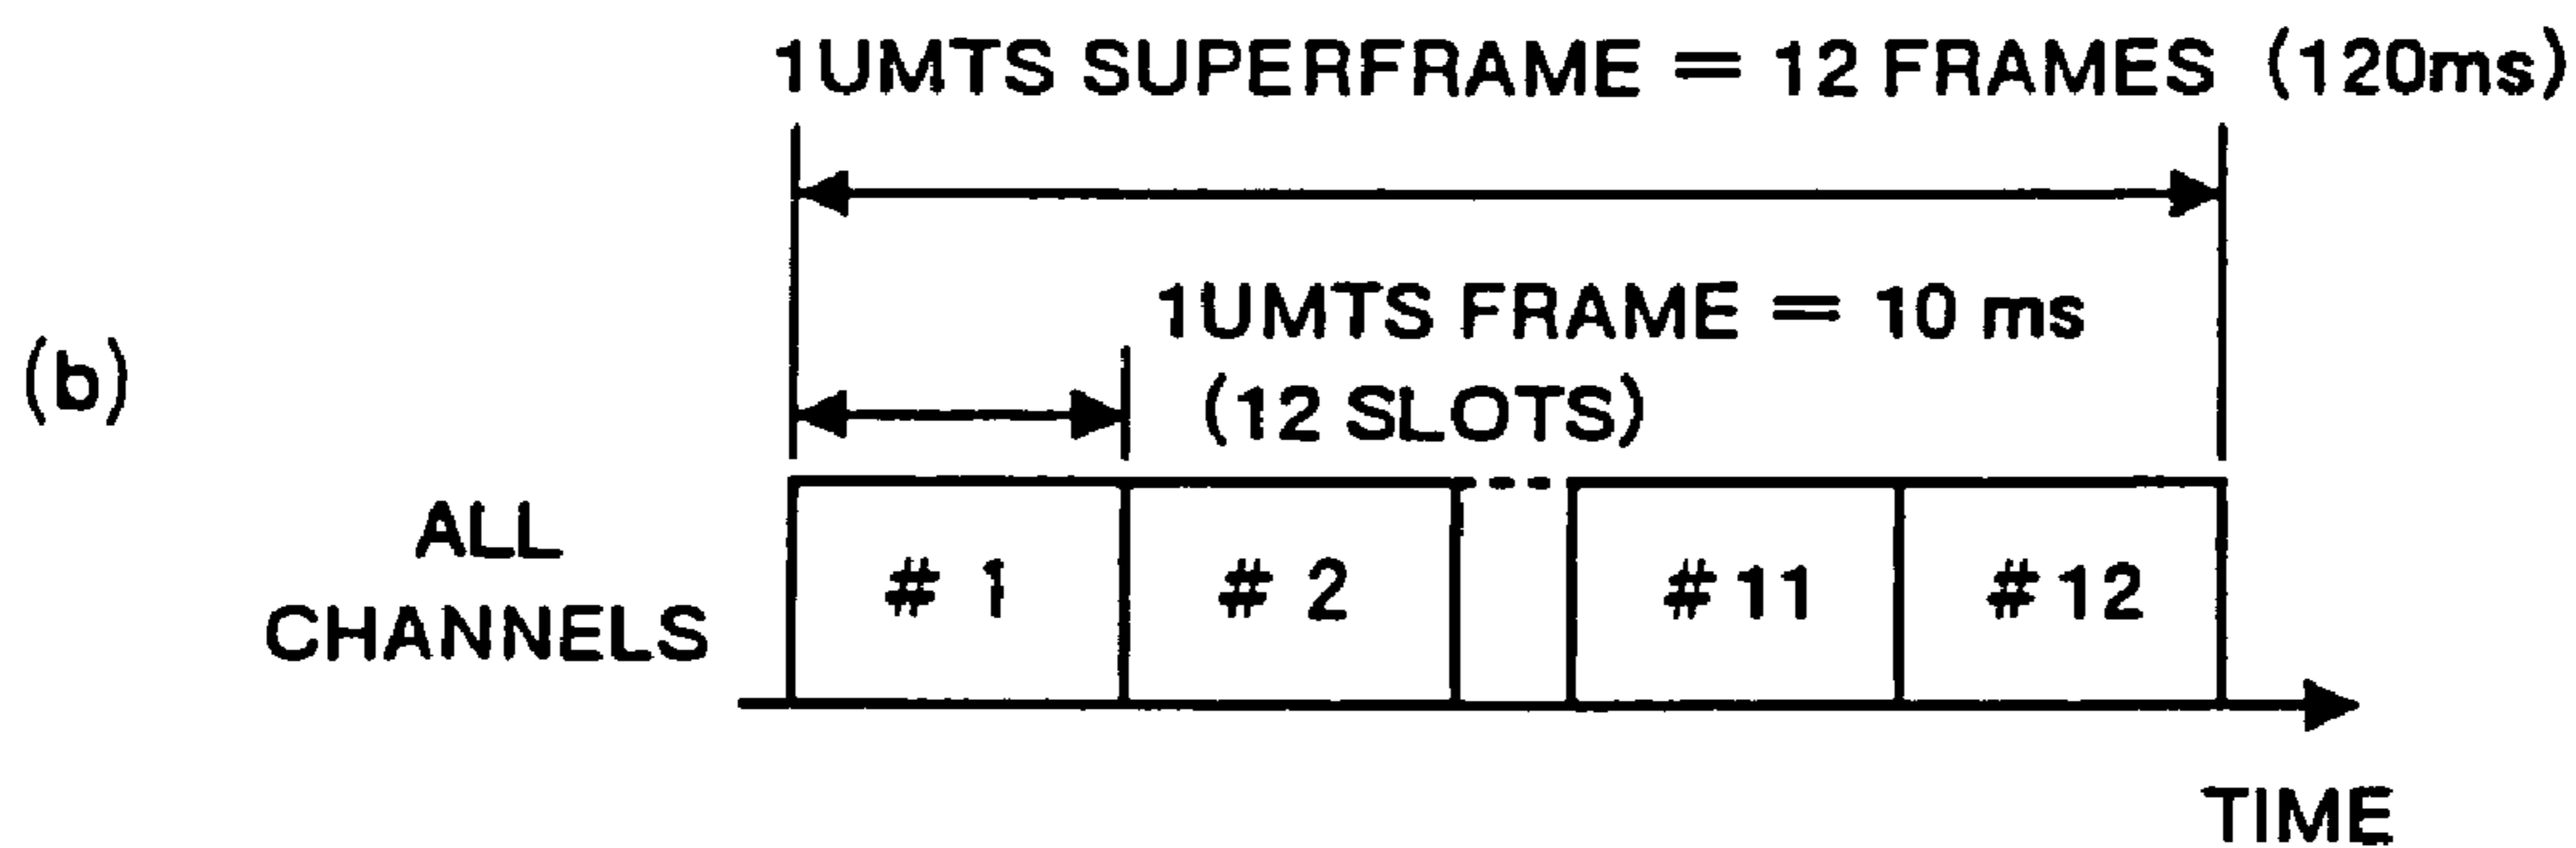 1UMTS SUPERFRAME = 12 FRAMES (120ms)
1UMTS FRAME = 10 ms
(12 SLOTS)
(b)
ALL
CHANNELS
# 1
# 2
# 11
# 12
TIME